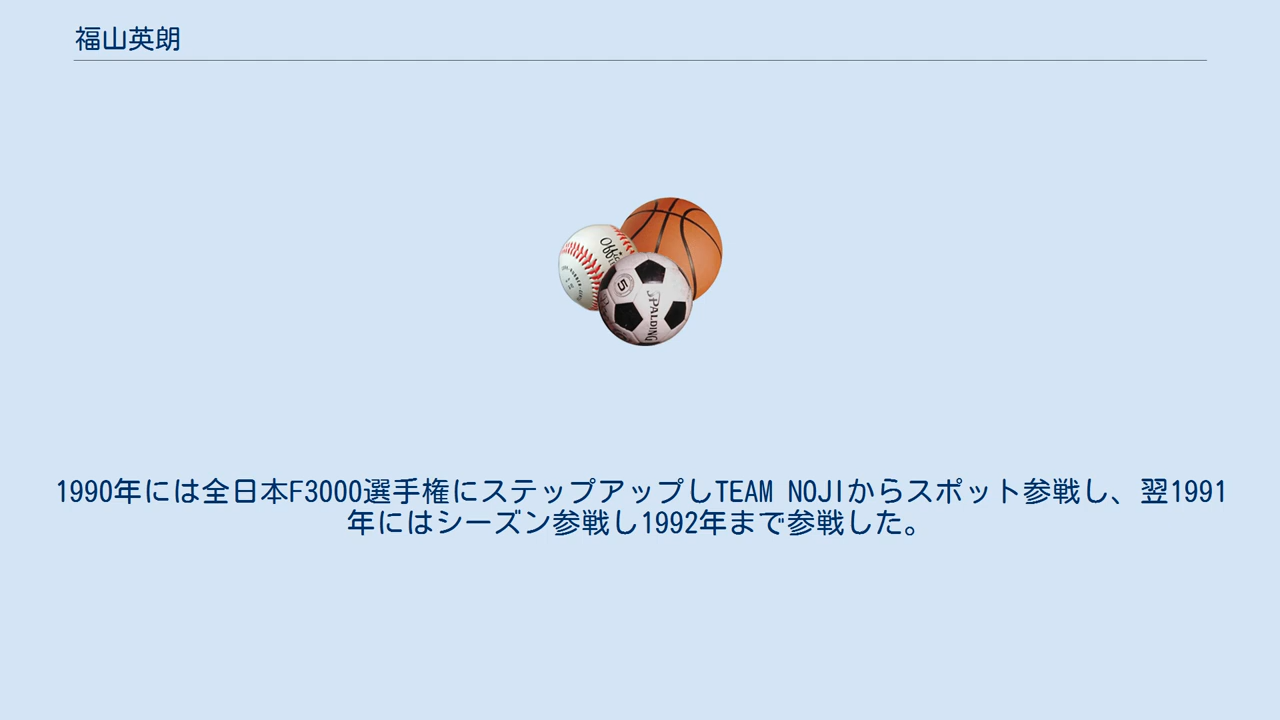 福山英朗
Offic
5
SPALDING
1990年には全日本F3000選手権にステップアップしTEAM NOJIからスポット参戦し、翌1991
年にはシーズン参戦し1992年まで参戦した。